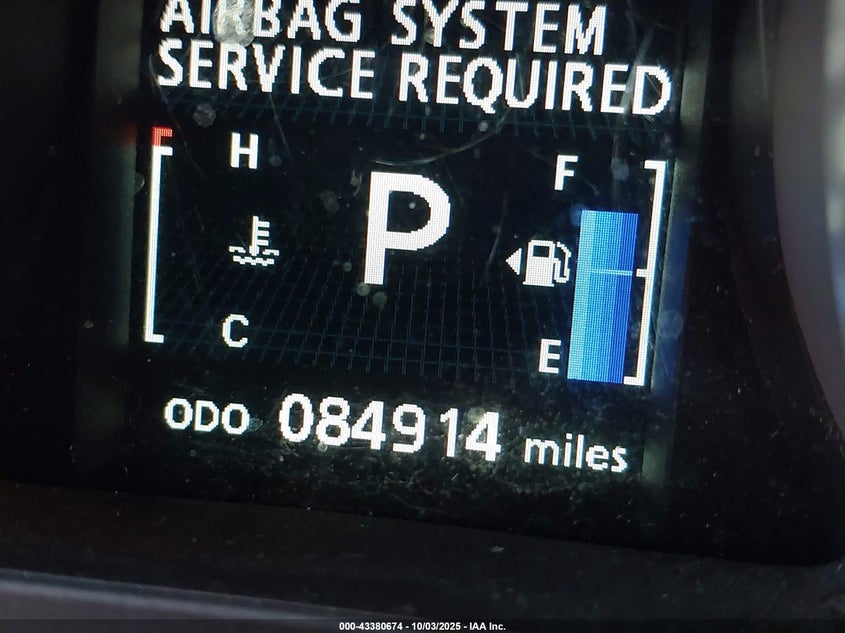 AIRBAG SYSTEM
SERVICE REQUIRED
H
F
P
C
E
ODO 084914 miles
000-43380674 - 10/03/2025 - IAA Inc.